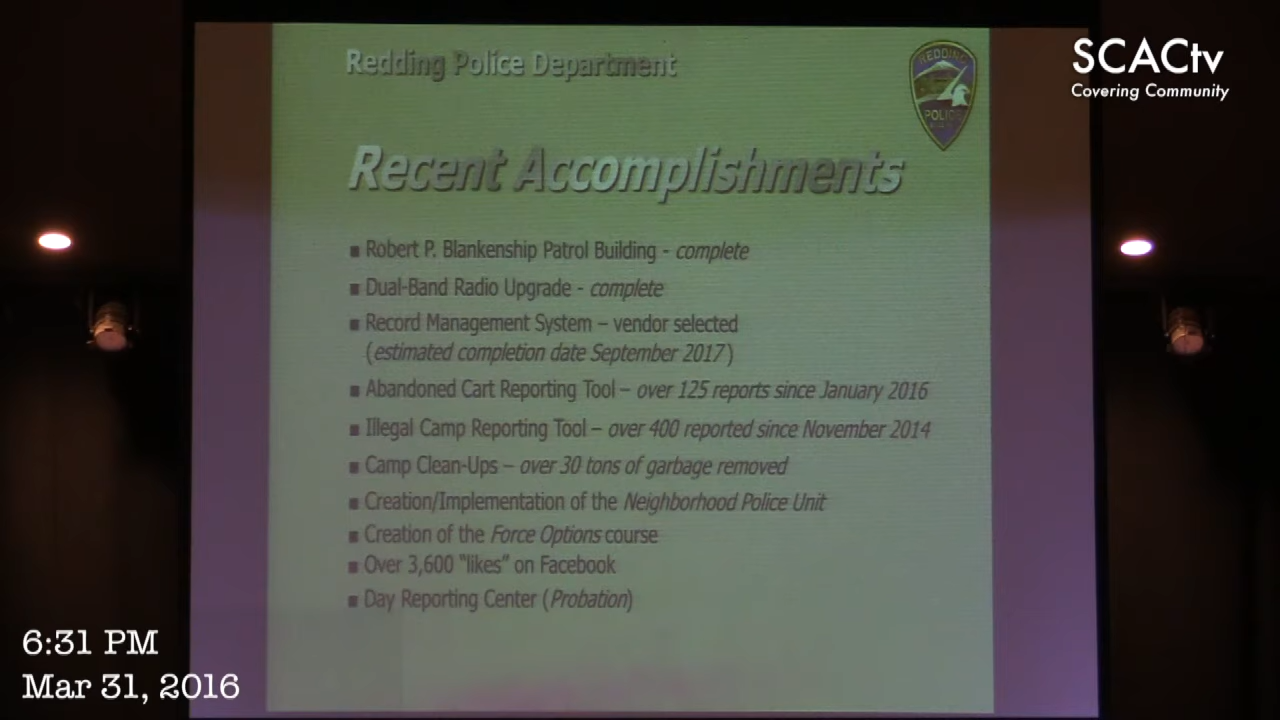 SCACtv
Covering Community
Redding Police Department
REDDING
POLICE
Recent Accomplishments
▪ Robert P. Blankenship Patrol Building - complete
▪ Dual-Band Radio Upgrade - complete
▪ Record Management System – vendor selected
(estimated completion date September 2017)
▪ Abandoned Cart Reporting Tool – over 125 reports since January 2016
▪ Illegal Camp Reporting Tool – over 400 reported since November 2014
▪ Camp Clean-Ups – over 30 tons of garbage removed
▪ Creation/Implementation of the Neighborhood Police Unit
▪ Creation of the Force Options course
▪ Over 3,600 "likes" on Facebook
▪ Day Reporting Center (Probation)
6:31 PM
Mar 31, 2016